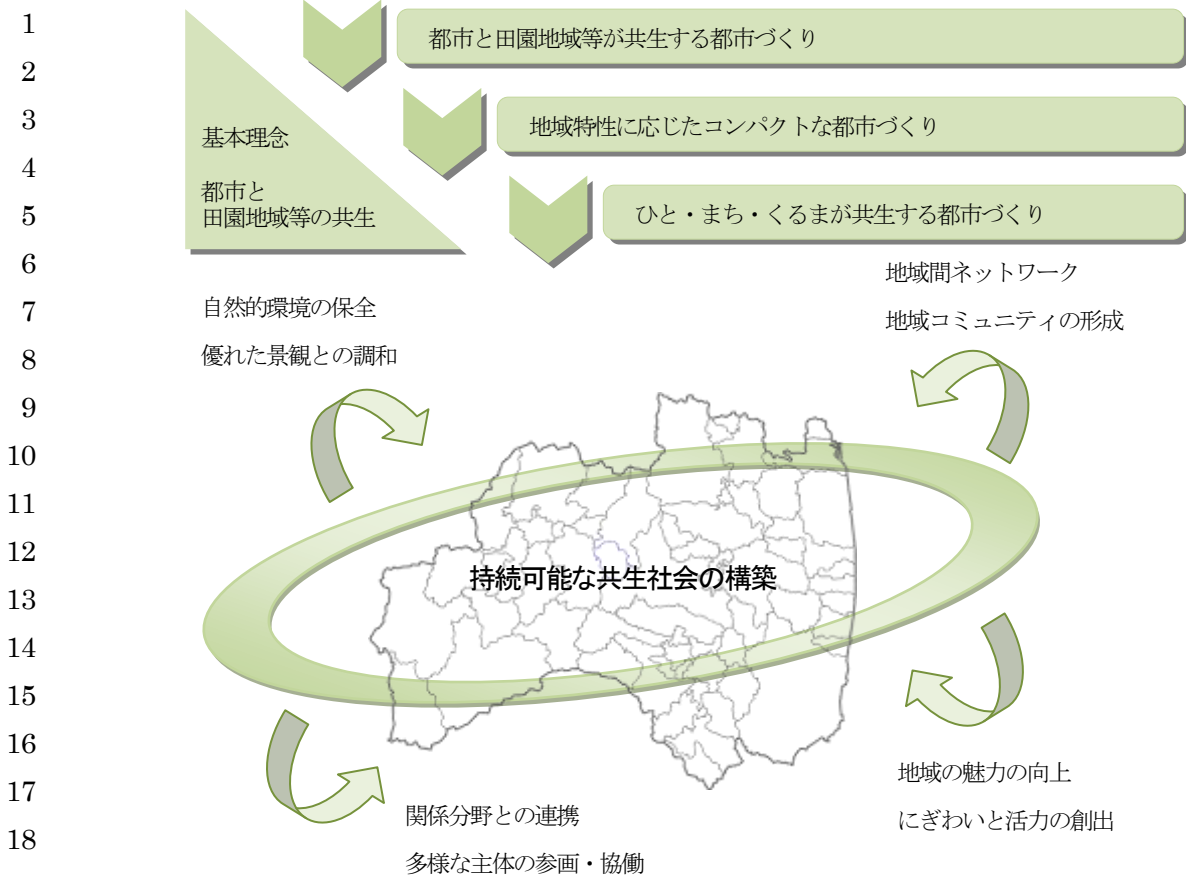 1
2
3
4
5
6
7
8
9
10
11
12
13
14
15
16
17
18
都市と田園地域等が共生する都市づくり
地域特性に応じたコンパクトな都市づくり
ひと・まち・くるまが共生する都市づくり
基本理念
都市と
田園地域等の共生
自然的環境の保全
優れた景観との調和
地域間ネットワーク
地域コミュニティの形成
持続可能な共生社会の構築
関係分野との連携
多様な主体の参画・協働
地域の魅力の向上
にぎわいと活力の創出